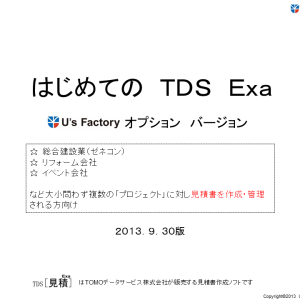 はじめての TDS Exa
U's Factory オプション バージョン
☆ 総合建設業(ゼネコン)
☆ リフォーム会社
☆ イベント会社
など大小問わず複数の「プロジェクト」に対し見積書を作成・管理
される方向け
2013.9.30版
TDS[見積]Exa はTOMOデータサービス株式会社が販売する見積書作成ソフトです
Copyright©2013